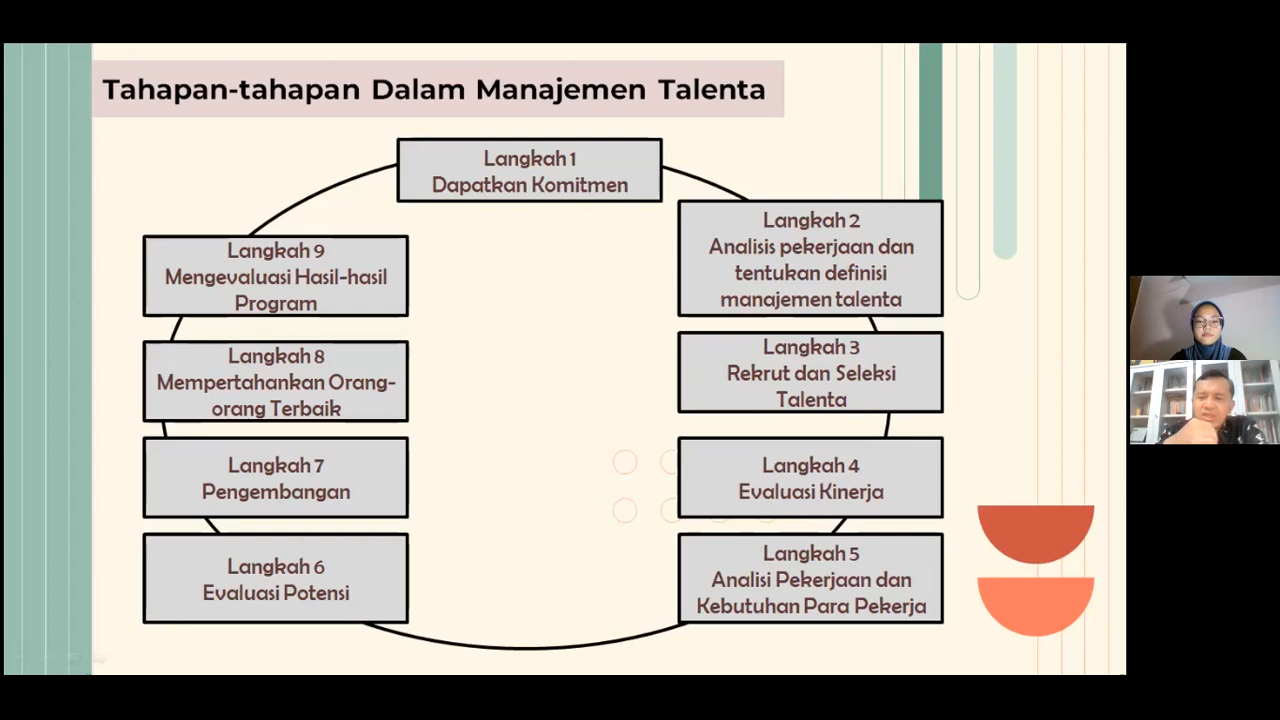 Tahapan-tahapan Dalam Manajemen Talenta
Langkah 1
Dapatkan Komitmen
Langkah 2
Analisis pekerjaan dan
tentukan definisi
manajemen talenta
Langkah 3
Rekrut dan Seleksi
Talenta
Langkah 4
Evaluasi Kinerja
Langkah 5
Analisi Pekerjaan dan
Kebutuhan Para Pekerja
Langkah 6
Evaluasi Potensi
Langkah 7
Pengembangan
Langkah 8
Mempertahankan Orang-
orang Terbaik
Langkah 9
Mengevaluasi Hasil-hasil
Program